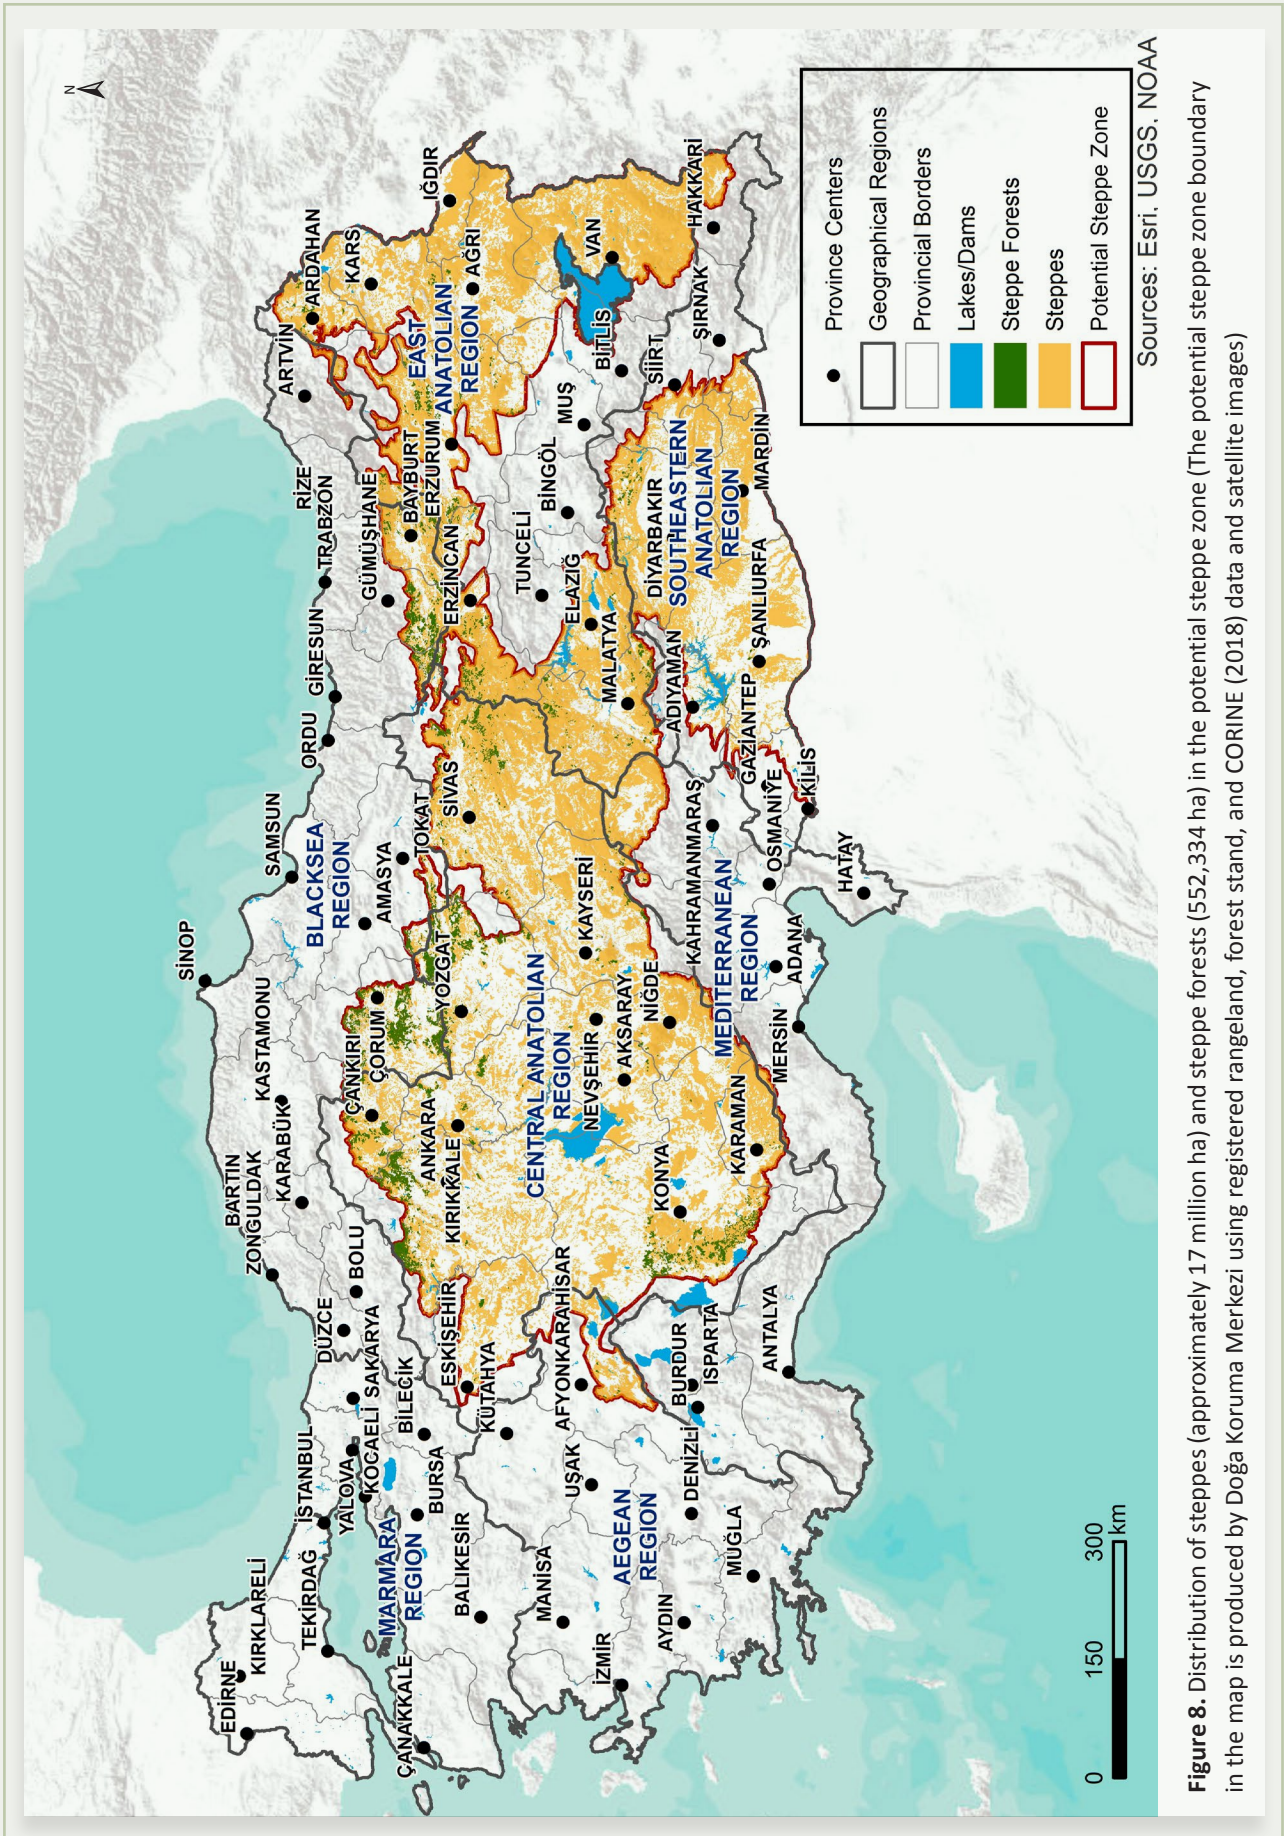 N
EDİRNE
KIRKLARELİ
TEKİRDAĞ
İSTANBUL
ÇANAKKALE
MARMARA
REGION
YALOVA
KOCAELİ
SAKARYA
DÜZCE
BİLECİK
BURSA
BALIKESİR
BOLU
ZONGULDAK
BARTIN
KARABÜK
KASTAMONU
SİNOP
SAMSUN
BLACKSEA
REGION
AMASYA
TOKAT
ÇANKIRI
ÇORUM
ORDU
GİRESUN
TRABZON
RİZE
GÜMÜŞHANE
BAYBURT
ARTVİN
ARDAHAN
KARS
IĞDIR
AĞRI
EAST
ANATOLIAN
REGION
ERZURUM
ERZİNCAN
TUNCELİ
BİNGÖL
MUŞ
BİTLİS
VAN
HAKKARİ
ŞIRNAK
SİİRT
ELAZIĞ
MALATYA
ADIYAMAN
DİYARBAKIR
SOUTHEASTERN
ANATOLIAN
REGION
MARDİN
ŞANLIURFA
GAZİANTEP
KİLİS
SİVAS
YOZGAT
KAYSERİ
CENTRAL ANATOLIAN
REGION
NEVŞEHİR
AKSARAY
NİĞDE
ANKARA
KIRIKKALE
KONYA
KARAMAN
ESKİŞEHİR
KÜTAHYA
AFYONKARAHİSAR
UŞAK
MANİSA
İZMİR
AEGEAN
REGION
AYDIN
DENİZLİ
MUĞLA
BURDUR
ISPARTA
ANTALYA
MERSİN
MEDITERRANEAN
REGION
ADANA
KAHRAMANMARAŞ
OSMANİYE
HATAY
0 150 300
km
Province Centers
Geographical Regions
Provincial Borders
Lakes/Dams
Steppe Forests
Steppes
Potential Steppe Zone
Sources: Esri, USGS, NOAA
Figure 8. Distribution of steppes (approximately 17 million ha) and steppe forests (552,334 ha) in the potential steppe zone (The potential steppe zone boundary
in the map is produced by Doğa Koruma Merkezi using registered rangeland, forest stand, and CORINE (2018) data and satellite images)